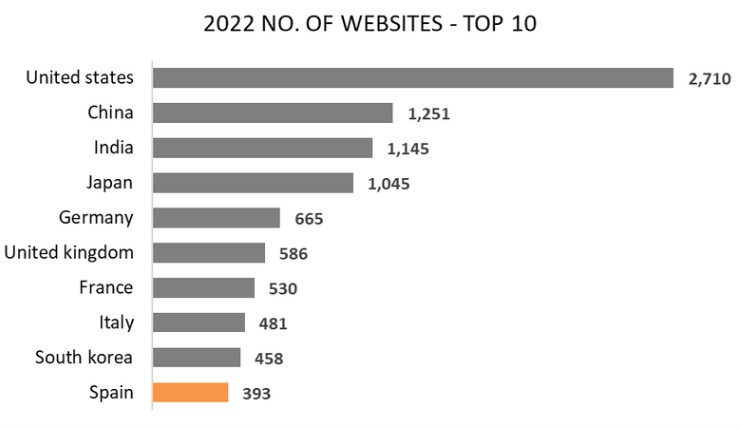 2022 NO. OF WEBSITES - TOP 10
United states 2,710
China 1,251
India 1,145
Japan 1,045
Germany 665
United kingdom 586
France 530
Italy 481
South korea 458
Spain 393